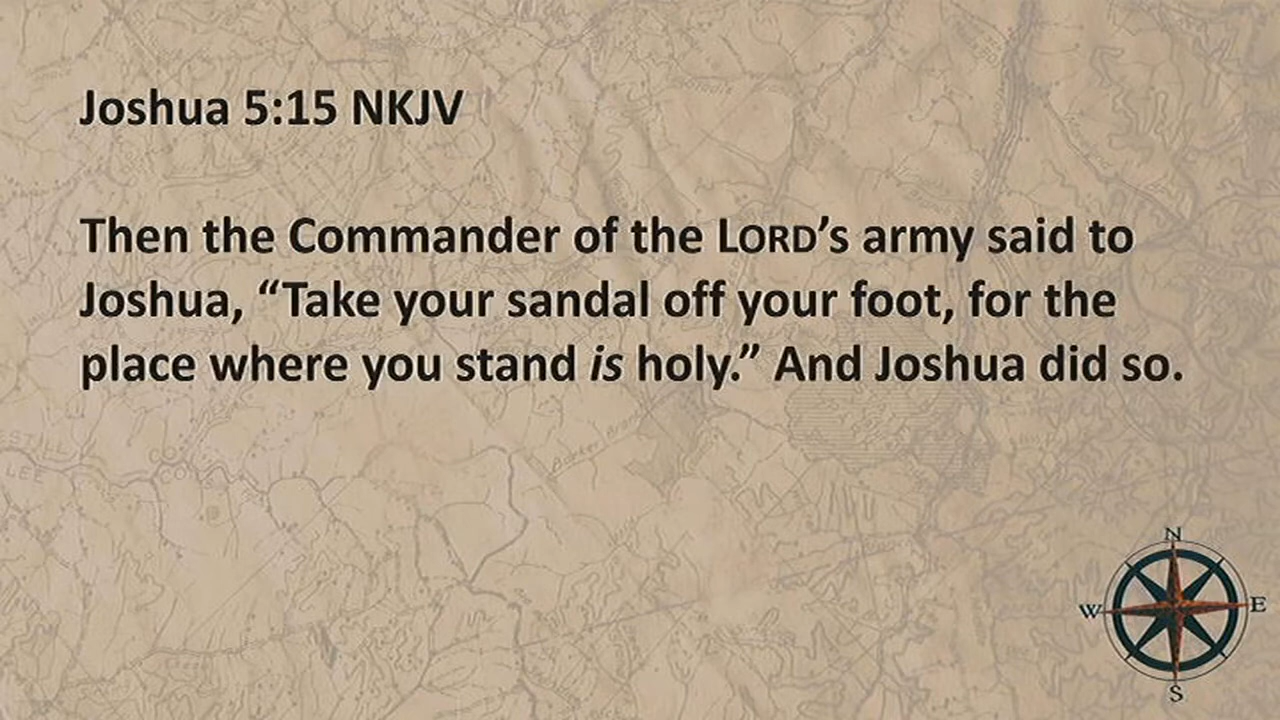 Joshua 5:15 NKJV
Then the Commander of the LORD’s army said to
Joshua, “Take your sandal off your foot, for the
place where you stand is holy.” And Joshua did so.
N
W E
S